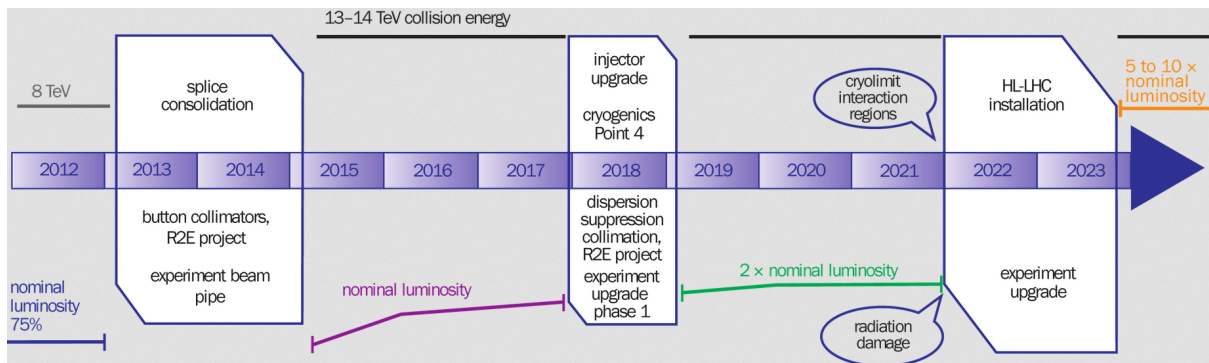 13–14 TeV collision energy
8 TeV
splice
consolidation
injector
upgrade
cryogenics
Point 4
cryolimit
interaction
regions
HL-LHC
installation
5 to 10 ×
nominal
luminosity
2012
2013
2014
2015
2016
2017
2018
2019
2020
2021
2022
2023
button collimators,
R2E project
experiment beam
pipe
dispersion
suppression
collimation,
R2E project
experiment
upgrade
phase 1
nominal
luminosity
75%
nominal luminosity
2 × nominal luminosity
radiation
damage
experiment
upgrade